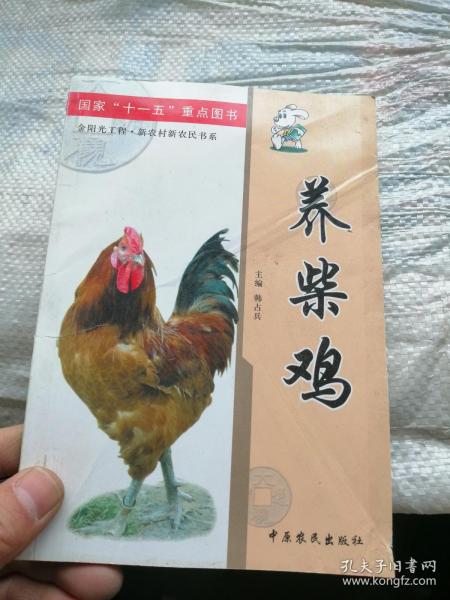 国家“十一五”重点图书
金阳光工程·新农村新农民书系
养柴鸡
主编 韩占兵
中原农民出版社
孔夫子旧书网
www.kongfz.com